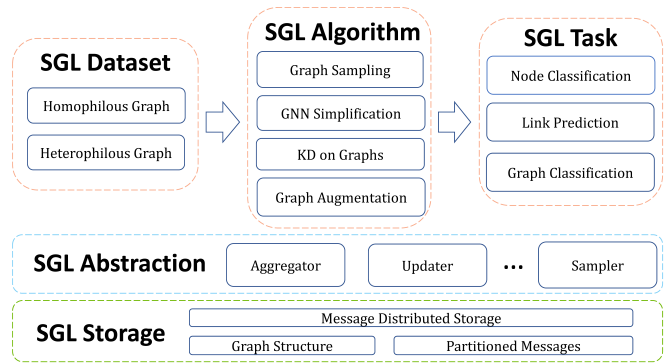 SGL Dataset
Homophilous Graph
Heterophilous Graph
SGL Algorithm
Graph Sampling
GNN Simplification
KD on Graphs
Graph Augmentation
SGL Task
Node Classification
Link Prediction
Graph Classification
SGL Abstraction
Aggregator
Updater
...
Sampler
SGL Storage
Message Distributed Storage
Graph Structure
Partitioned Messages